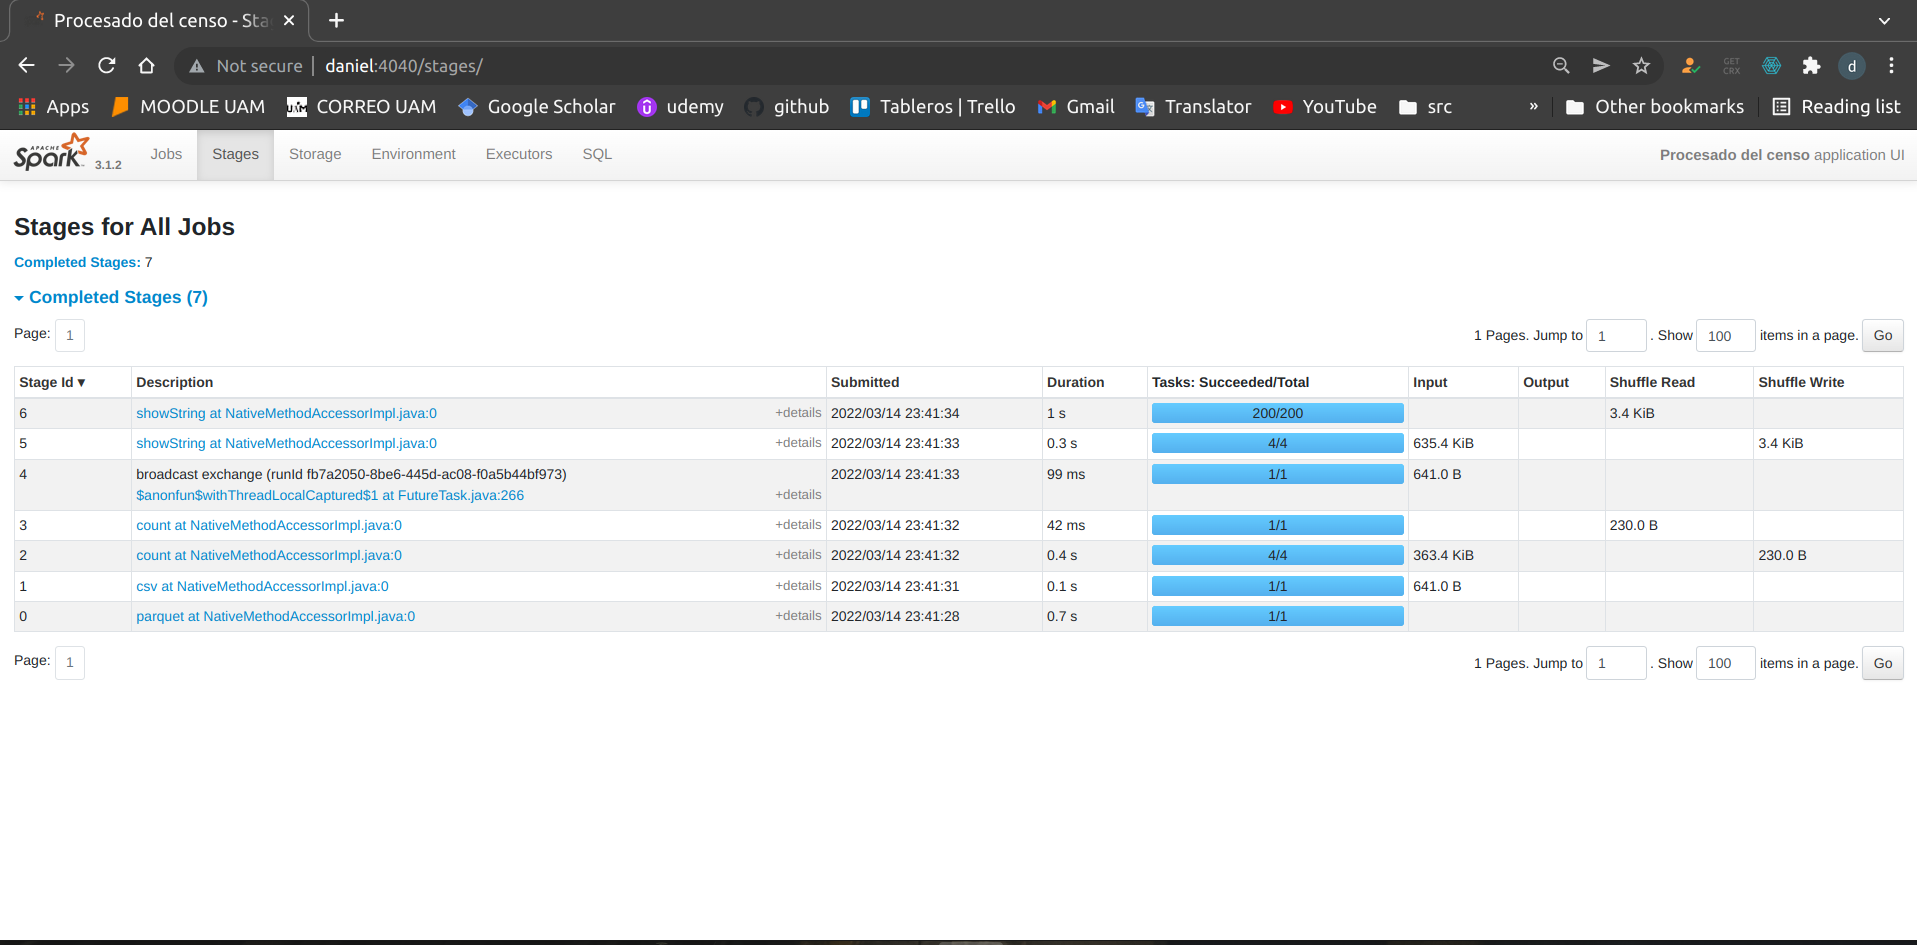 Procesado del censo - Sta
Not secure daniel:4040/stages/ GET CRX d
Apps MOODLE UAM UAM CORREO UAM Google Scholar udemy github Tableros | Trello Gmail Translator YouTube src » Other bookmarks Reading list
APACHE Spark 3.1.2 Jobs Stages Storage Environment Executors SQL Procesado del censo application UI
Stages for All Jobs
Completed Stages: 7
Completed Stages (7)
Page: 1 1 Pages. Jump to 1 . Show 100 items in a page. Go
Stage Id ▾ Description Submitted Duration Tasks: Succeeded/Total Input Output Shuffle Read Shuffle Write
6 showString at NativeMethodAccessorImpl.java:0 +details 2022/03/14 23:41:34 1 s 200/200 3.4 KiB
5 showString at NativeMethodAccessorImpl.java:0 +details 2022/03/14 23:41:33 0.3 s 4/4 635.4 KiB 3.4 KiB
4 broadcast exchange (runId fb7a2050-8be6-445d-ac08-f0a5b44bf973) 2022/03/14 23:41:33 99 ms 1/1 641.0 B
$anonfun$withThreadLocalCaptured$1 at FutureTask.java:266 +details
3 count at NativeMethodAccessorImpl.java:0 +details 2022/03/14 23:41:32 42 ms 1/1 230.0 B
2 count at NativeMethodAccessorImpl.java:0 +details 2022/03/14 23:41:32 0.4 s 4/4 363.4 KiB 230.0 B
1 csv at NativeMethodAccessorImpl.java:0 +details 2022/03/14 23:41:31 0.1 s 1/1 641.0 B
0 parquet at NativeMethodAccessorImpl.java:0 +details 2022/03/14 23:41:28 0.7 s 1/1
Page: 1 1 Pages. Jump to 1 . Show 100 items in a page. Go